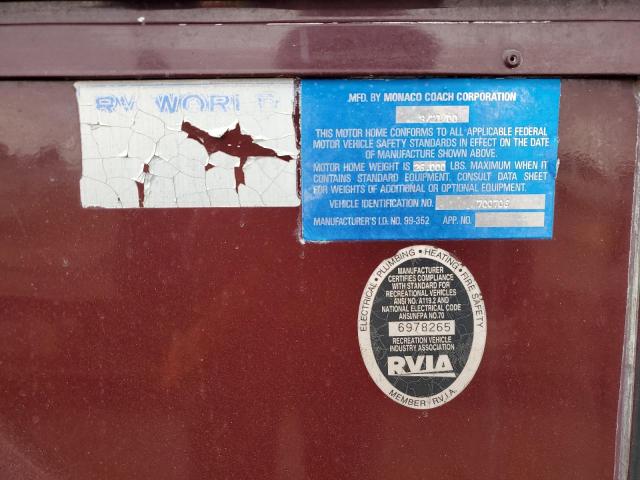 RV WORLD
MFD. BY MONACO COACH CORPORATION
THIS MOTOR HOME CONFORMS TO ALL APPLICABLE FEDERAL
MOTOR VEHICLE SAFETY STANDARDS IN EFFECT ON THE DATE
OF MANUFACTURE SHOWN ABOVE.
MOTOR HOME WEIGHT IS 26,000 LBS. MAXIMUM WHEN IT
CONTAINS STANDARD EQUIPMENT. CONSULT DATA SHEET
FOR WEIGHTS OF ADDITIONAL OR OPTIONAL EQUIPMENT.
VEHICLE IDENTIFICATION NO.
MANUFACTURER'S I.D. NO. 99-352 APP. NO.
ELECTRICAL • PLUMBING • HEATING • FIRE SAFETY
MANUFACTURER
CERTIFIES COMPLIANCE
WITH STANDARD FOR
RECREATIONAL VEHICLES
ANSI NO. A119.2 AND
NATIONAL ELECTRICAL CODE
ANSI/NFPA NO.70
6978265
RECREATION VEHICLE
INDUSTRY ASSOCIATION
RVIA
MEMBER R.V.I.A.